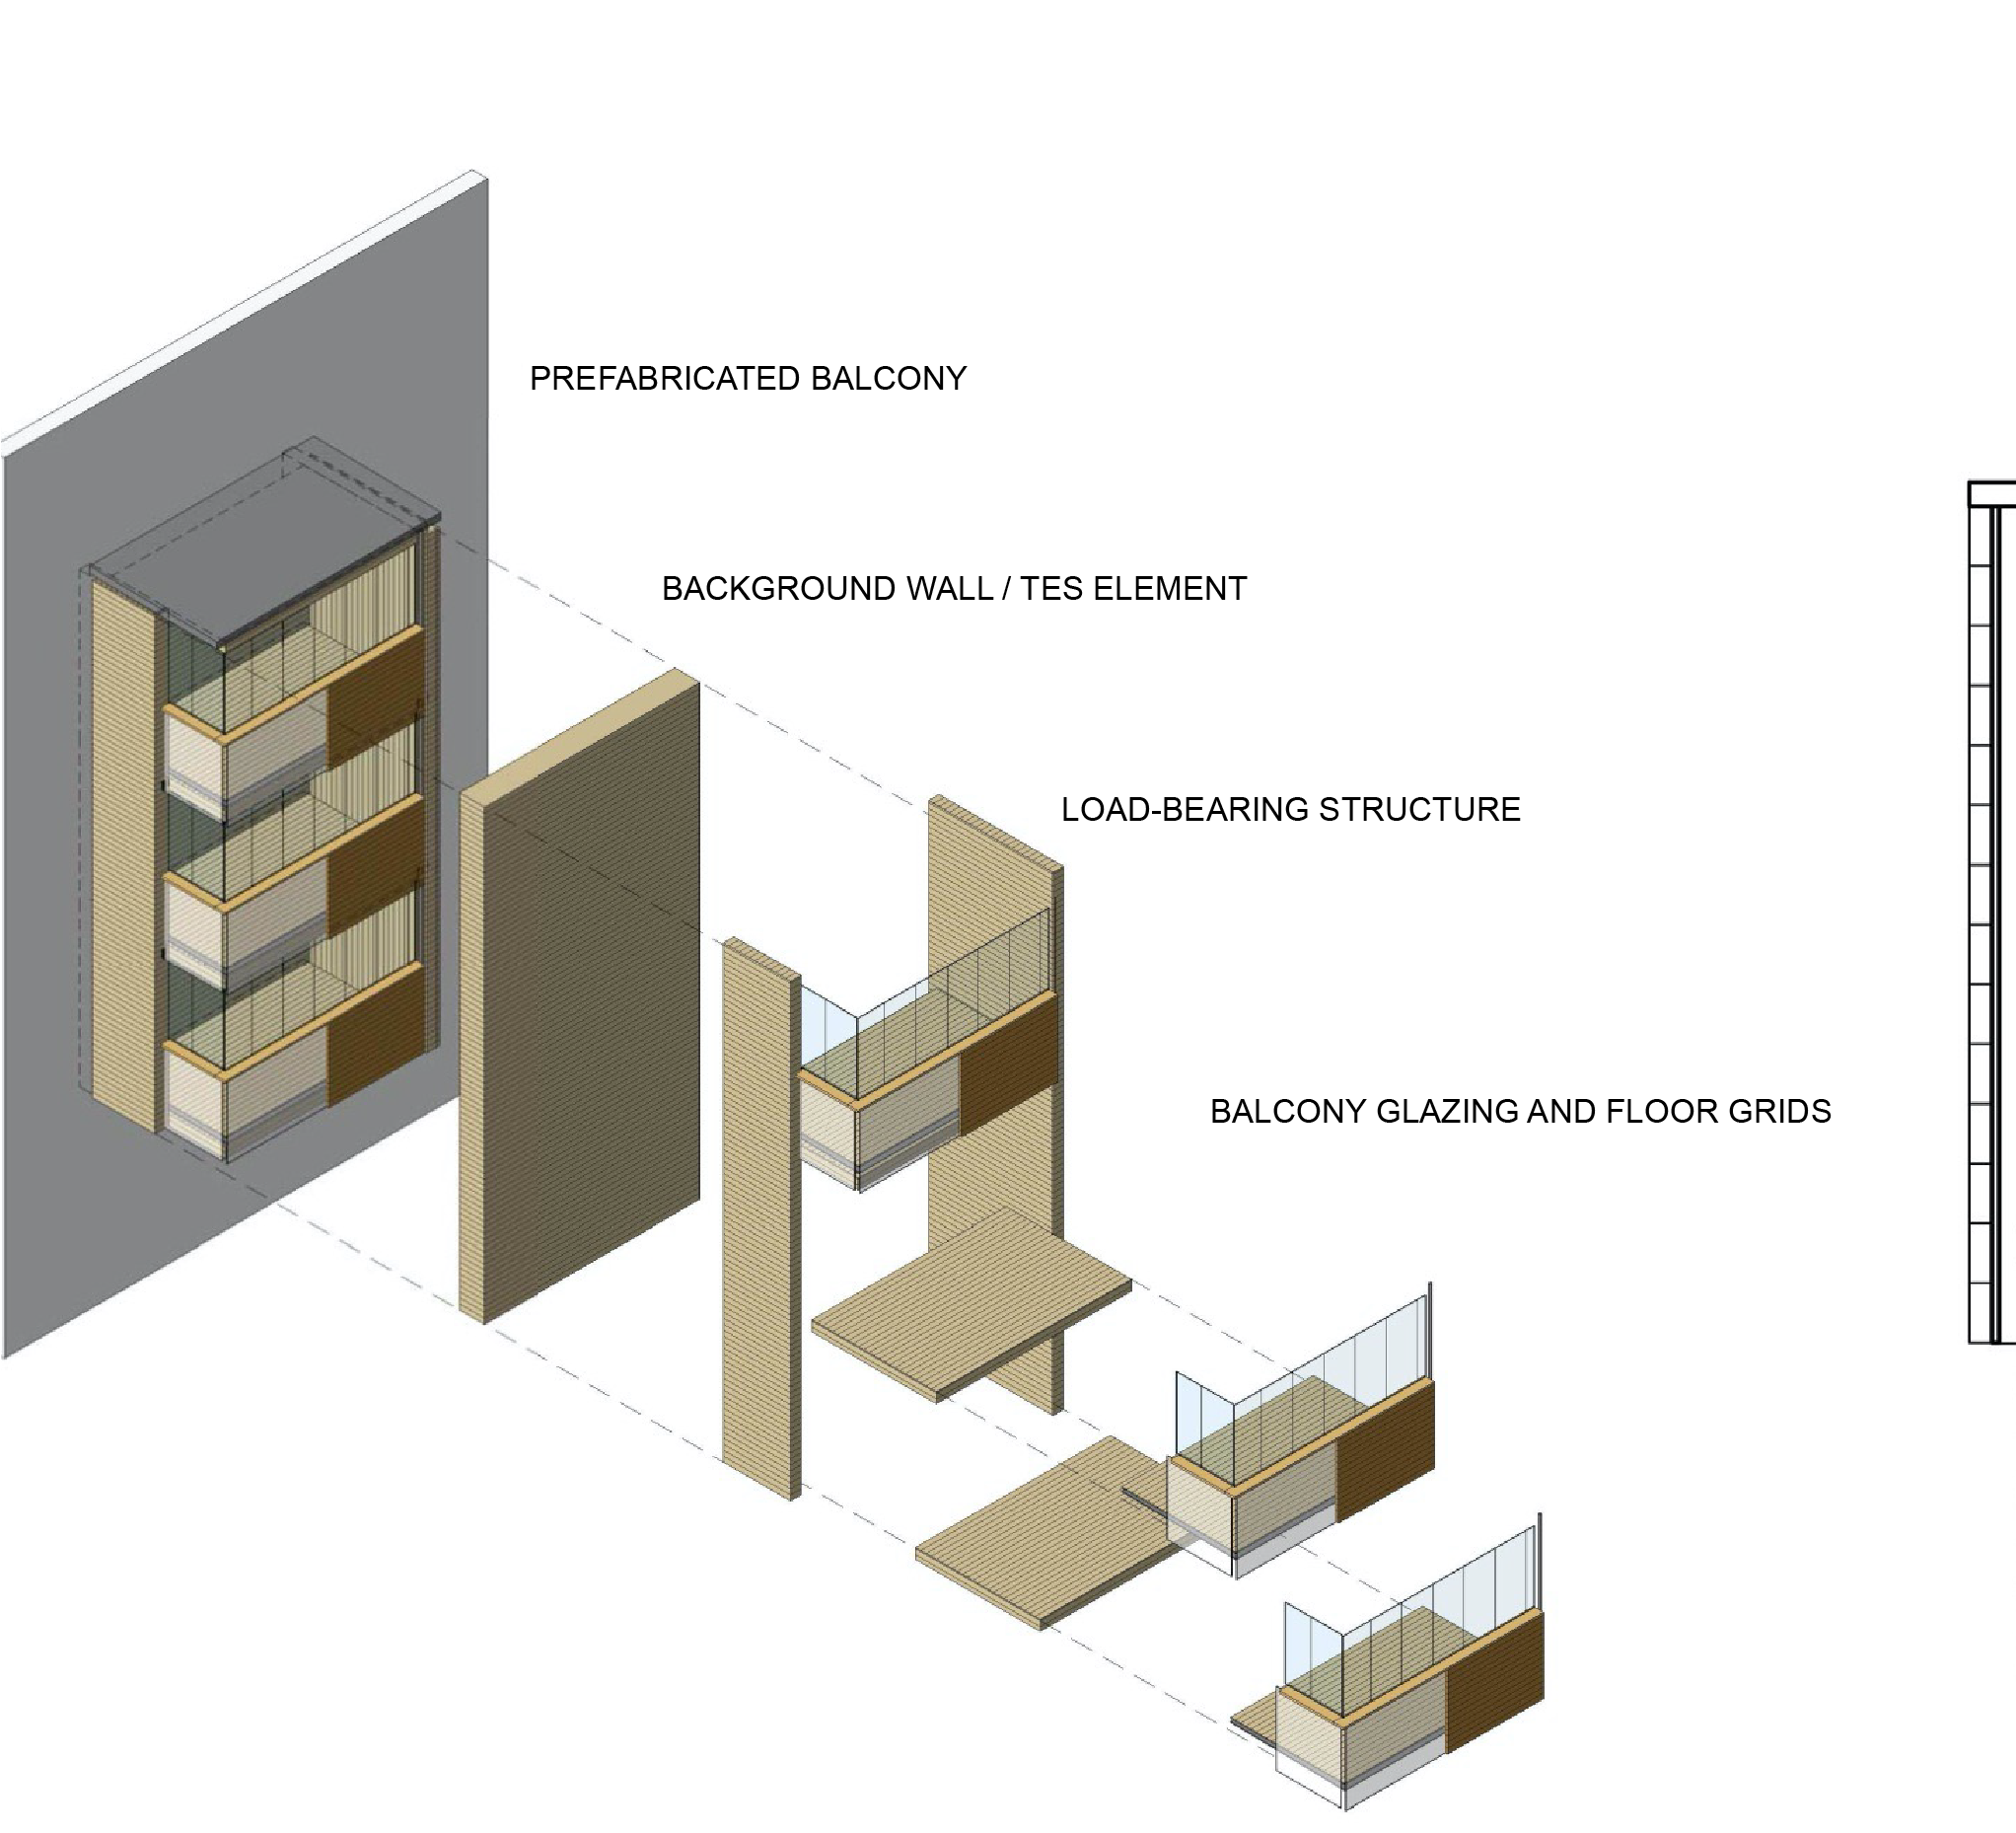 PREFABRICATED BALCONY
BACKGROUND WALL / TES ELEMENT
LOAD-BEARING STRUCTURE
BALCONY GLAZING AND FLOOR GRIDS